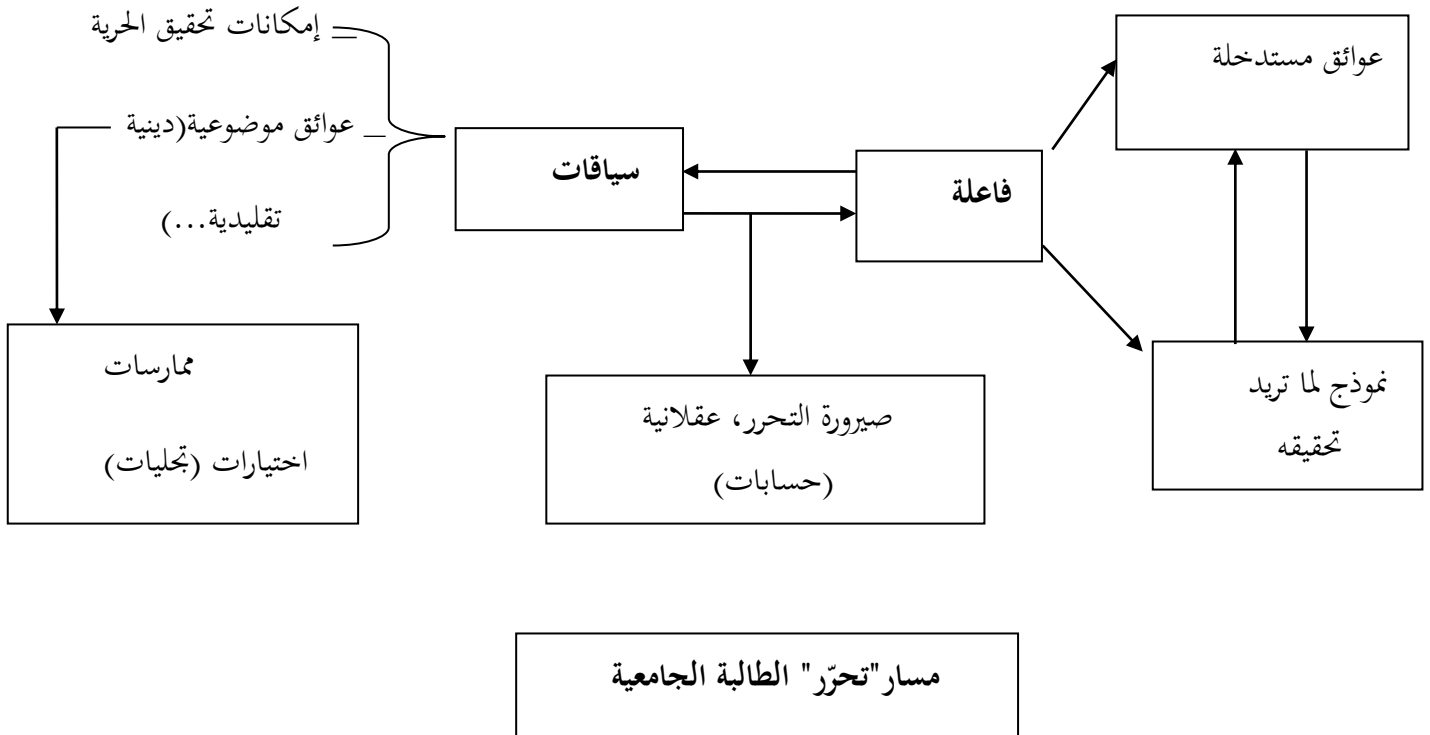 _ إمكانات تحقيق الحرية
_ عوائق موضوعية(دينية
تقليدية...)
سياقات
فاعلة
عوائق مستدخلة
ممارسات
اختيارات (تجليات)
صيرورة التحرر، عقلانية
(حسابات)
نموذج لما تريد
تحقيقه
مسار"تحرّر" الطالبة الجامعية